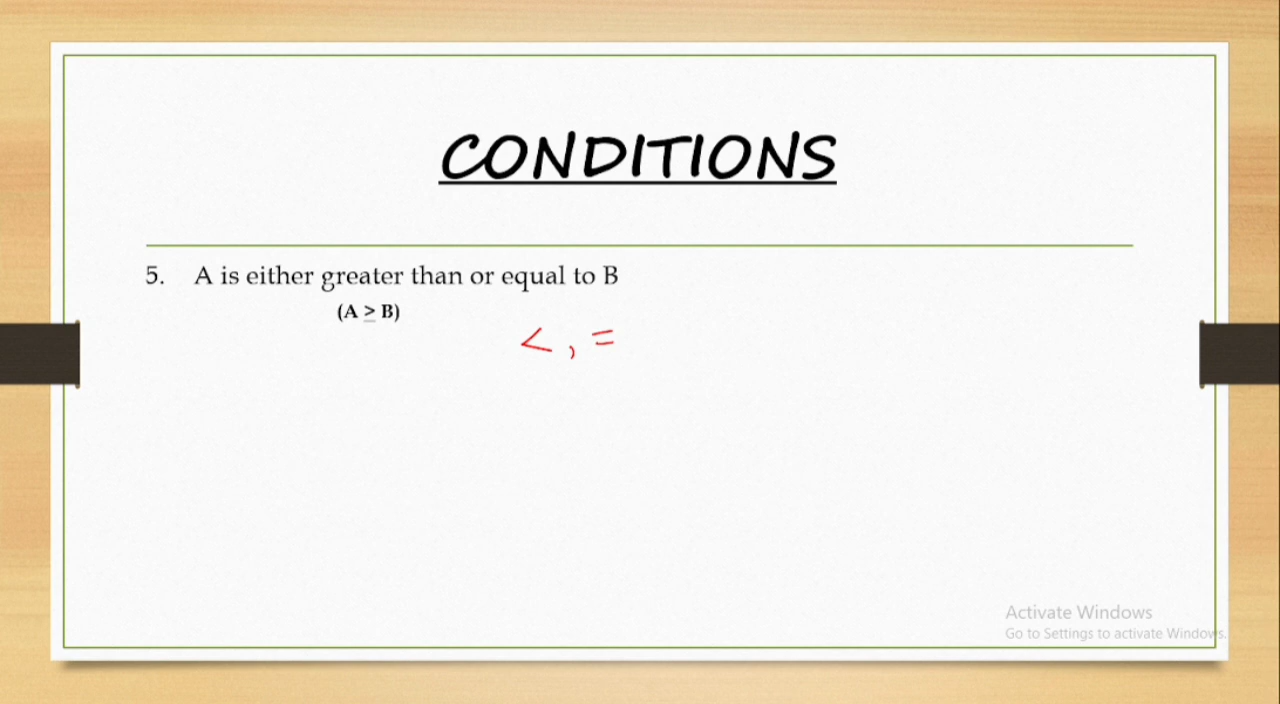 CONDITIONS
5. A is either greater than or equal to B
(A ≥ B)
< , =
Activate Windows
Go to Settings to activate Windows.